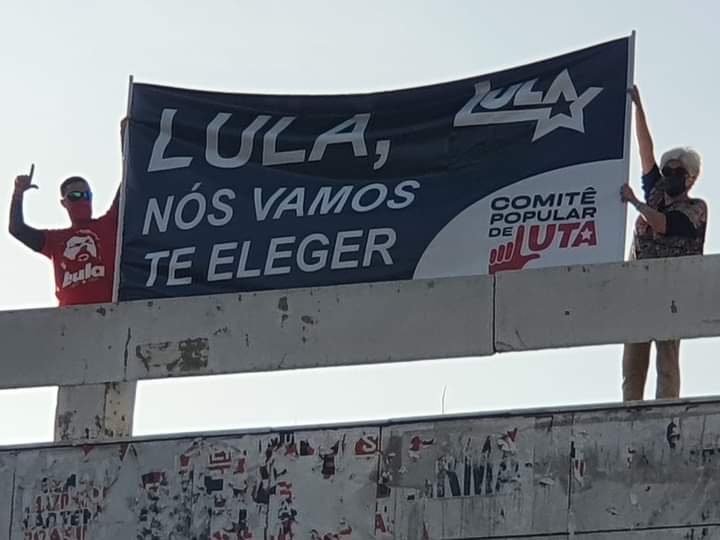 LULA,
NÓS VAMOS
TE ELEGER
LULA
COMITÊ
POPULAR
DE LUTA
Lula